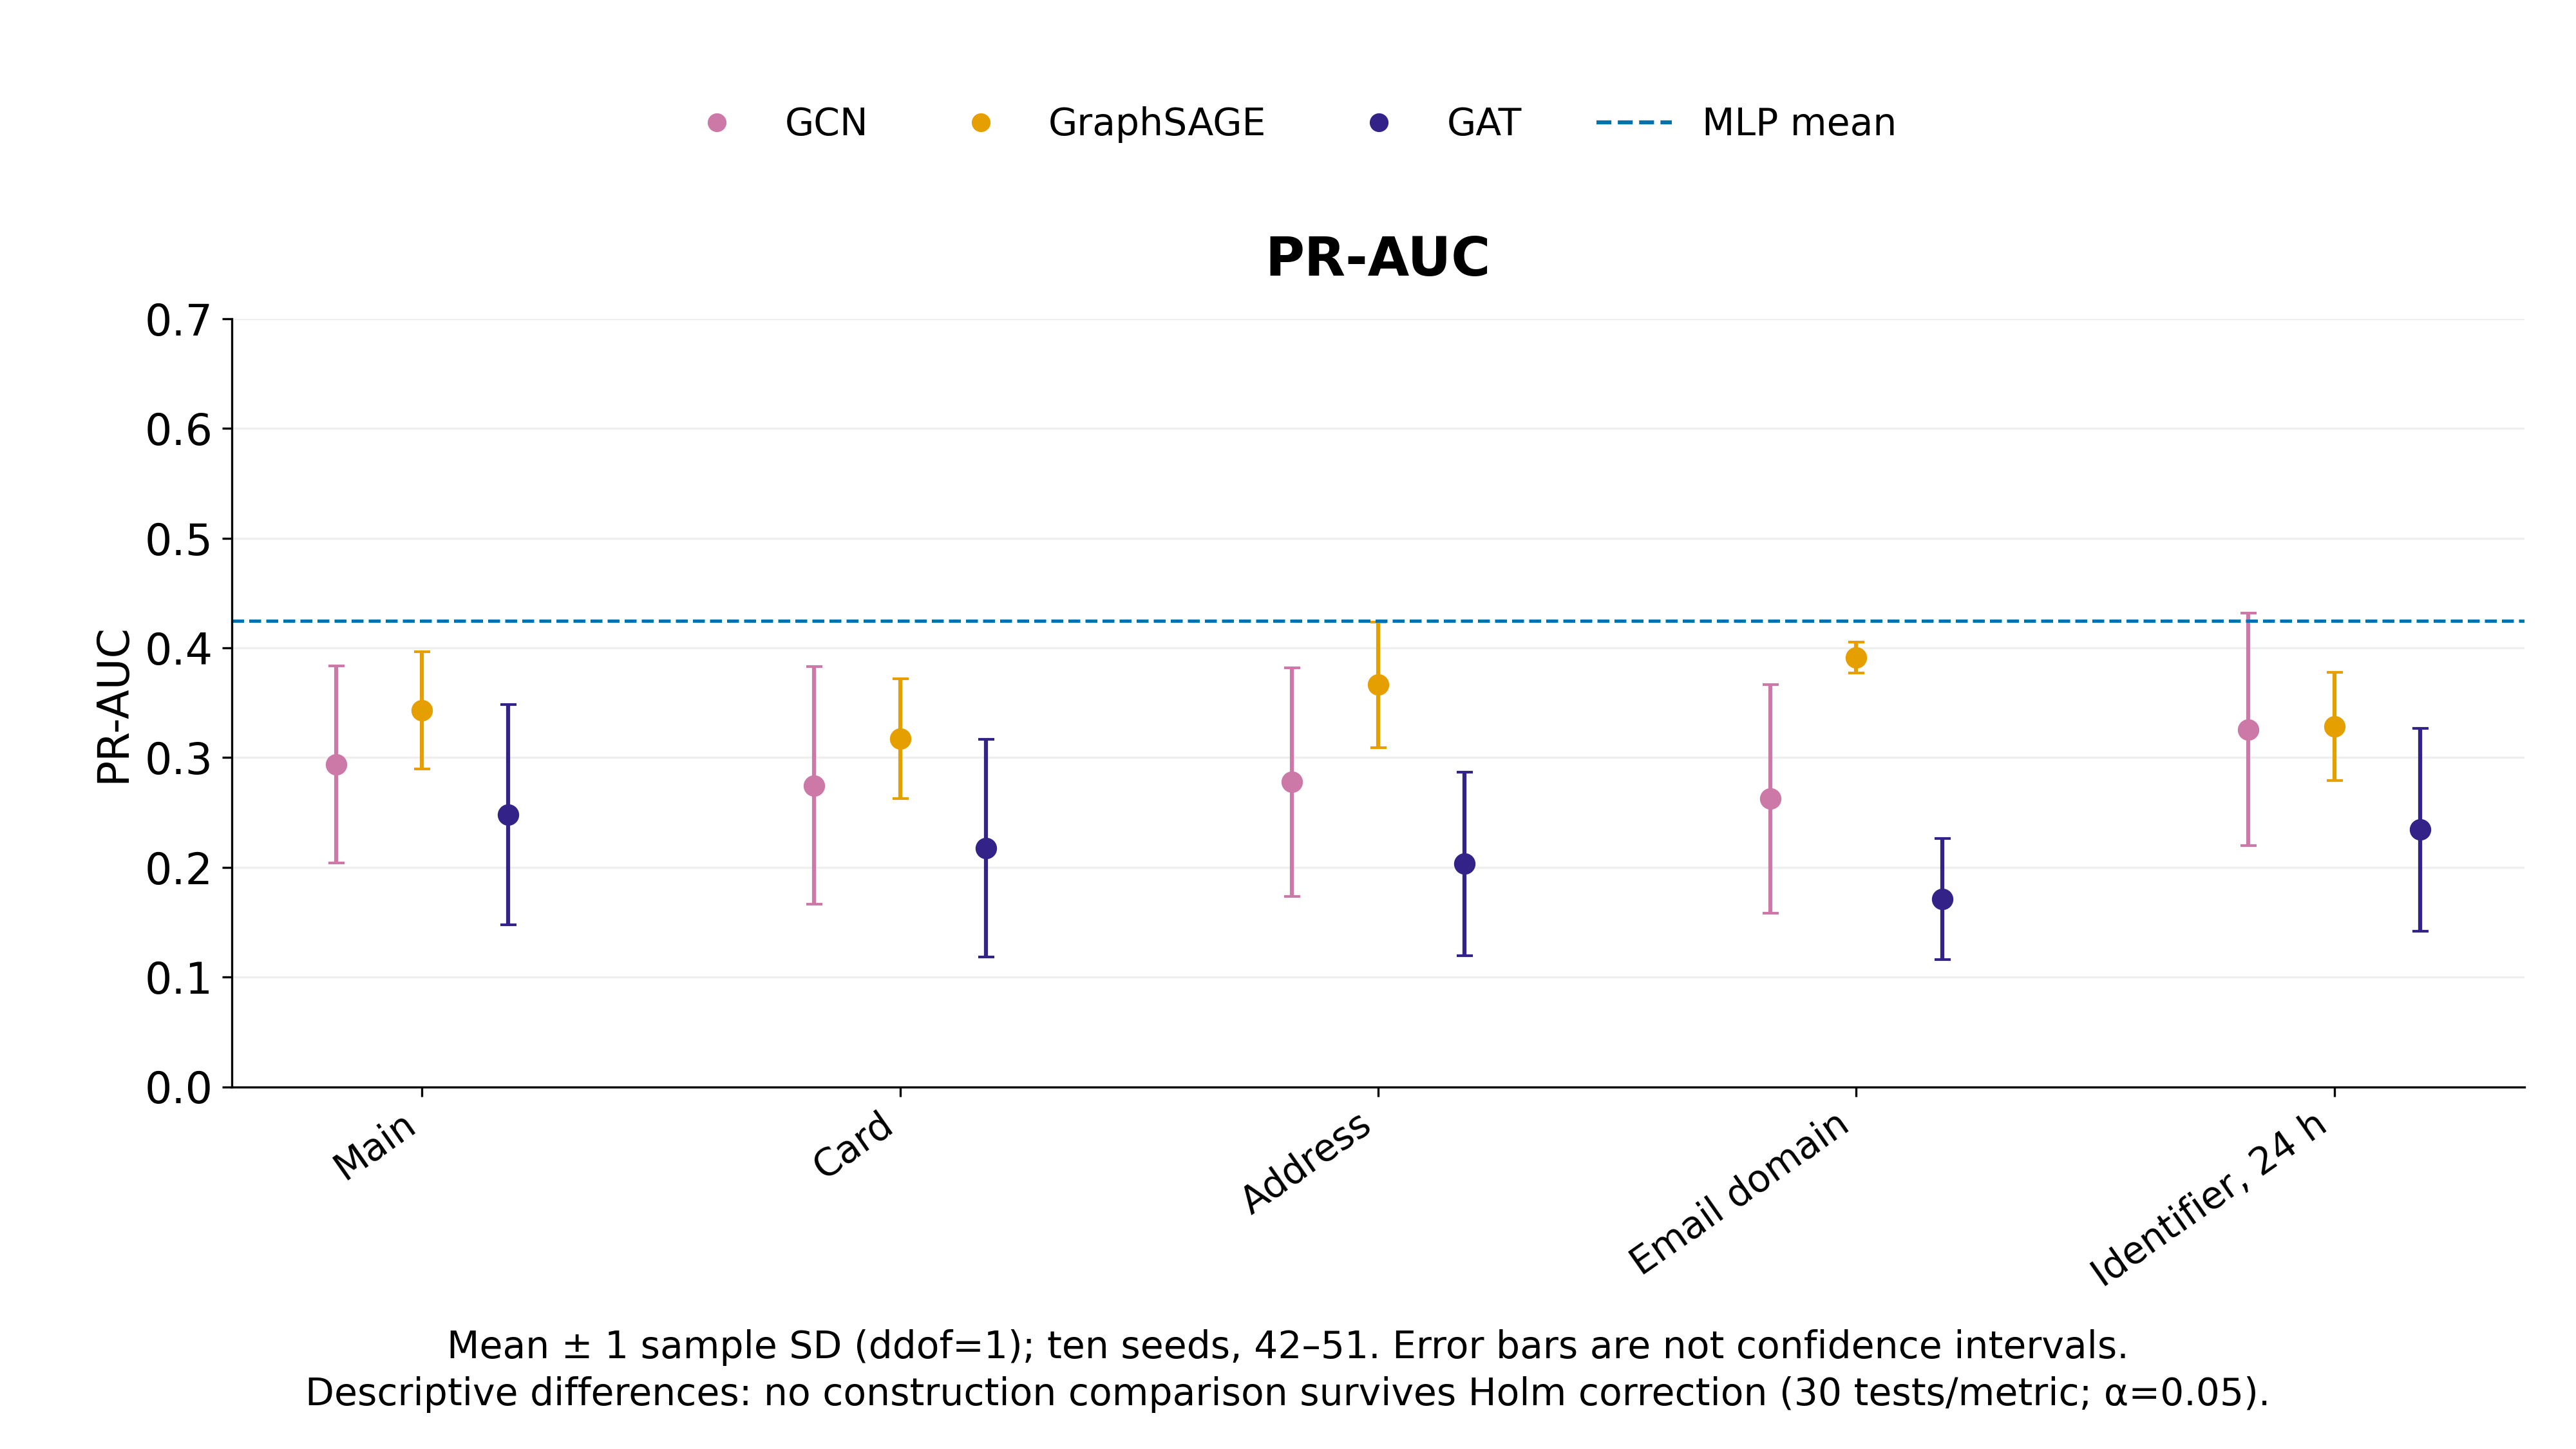 GCN GraphSAGE GAT MLP mean
PR-AUC
0.7
0.6
0.5
0.4
0.3
0.2
0.1
0.0
PR-AUC
Main Card Address Email domain Identifier, 24 h
Mean ± 1 sample SD (ddof=1); ten seeds, 42–51. Error bars are not confidence intervals.
Descriptive differences: no construction comparison survives Holm correction (30 tests/metric; α=0.05).